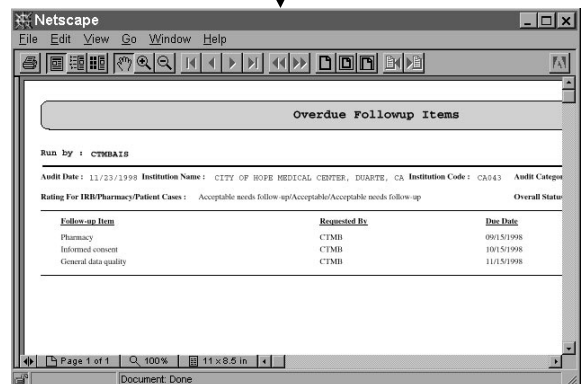 Netscape
File Edit View Go Window Help
Overdue Followup Items
Run by : CTMBAIS
Audit Date : 11/23/1998 Institution Name : CITY OF HOPE MEDICAL CENTER, DUARTE, CA Institution Code : CA043 Audit Categor
Rating For IRB/Pharmacy/Patient Cases : Acceptable needs follow-up/Acceptable/Acceptable needs follow-up Overall Statu
Follow-up Item Requested By Due Date
Pharmacy CTMB 09/15/1998
Informed consent CTMB 10/15/1998
General data quality CTMB 11/15/1998
Page 1 of 1 100% 11 x 8.5 in
Document: Done